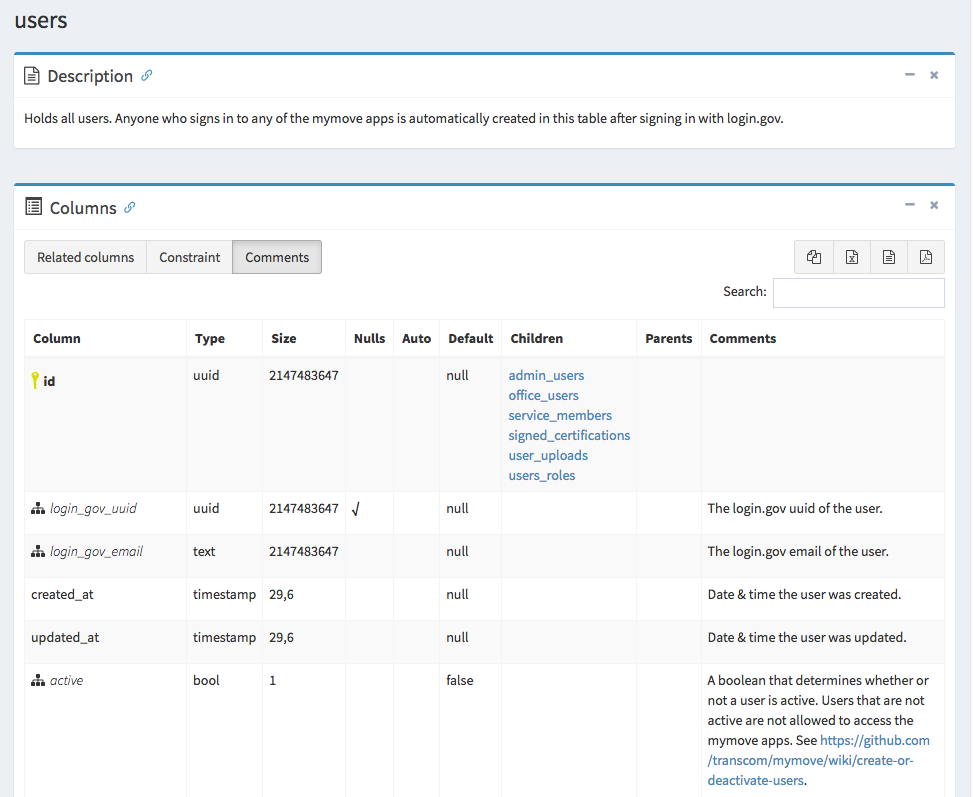 users
Description
Holds all users. Anyone who signs in to any of the mymove apps is automatically created in this table after signing in with login.gov.
Columns
Related columns Constraint Comments
Search:
Column Type Size Nulls Auto Default Children Parents Comments
id uuid 2147483647 null admin_users
office_users
service_members
signed_certifications
user_uploads
users_roles
login_gov_uuid uuid 2147483647 √ null The login.gov uuid of the user.
login_gov_email text 2147483647 null The login.gov email of the user.
created_at timestamp 29,6 null Date & time the user was created.
updated_at timestamp 29,6 null Date & time the user was updated.
active bool 1 false A boolean that determines whether or
not a user is active. Users that are not
active are not allowed to access the
mymove apps. See https://github.com
/transcom/mymove/wiki/create-or-
deactivate-users.